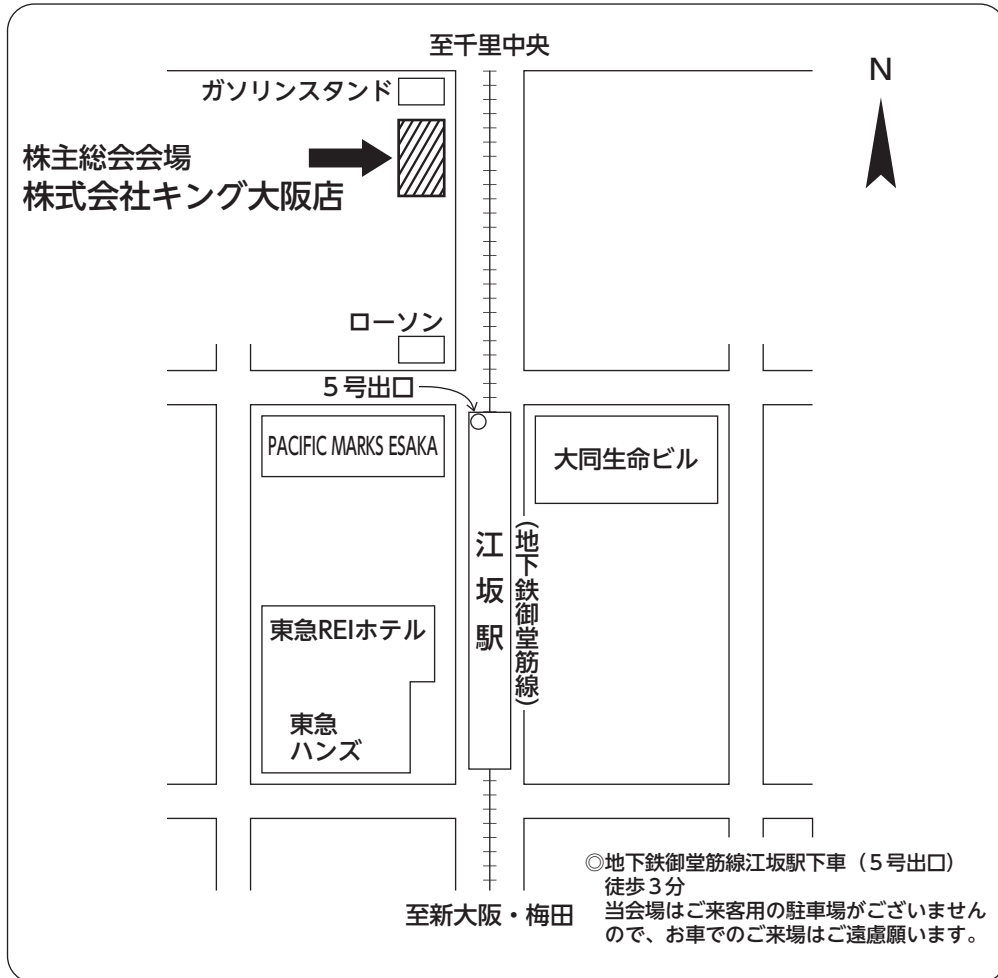 至千里中央
N
ガソリンスタンド
株主総会会場
株式会社キング大阪店
ローソン
５号出口
PACIFIC MARKS ESAKA
大同生命ビル
江坂駅
(地下鉄御堂筋線)
東急REIホテル
東急
ハンズ
◎地下鉄御堂筋線江坂駅下車（５号出口）
徒歩３分
当会場はご来客用の駐車場がございません
ので、お車でのご来場はご遠慮願います。
至新大阪・梅田